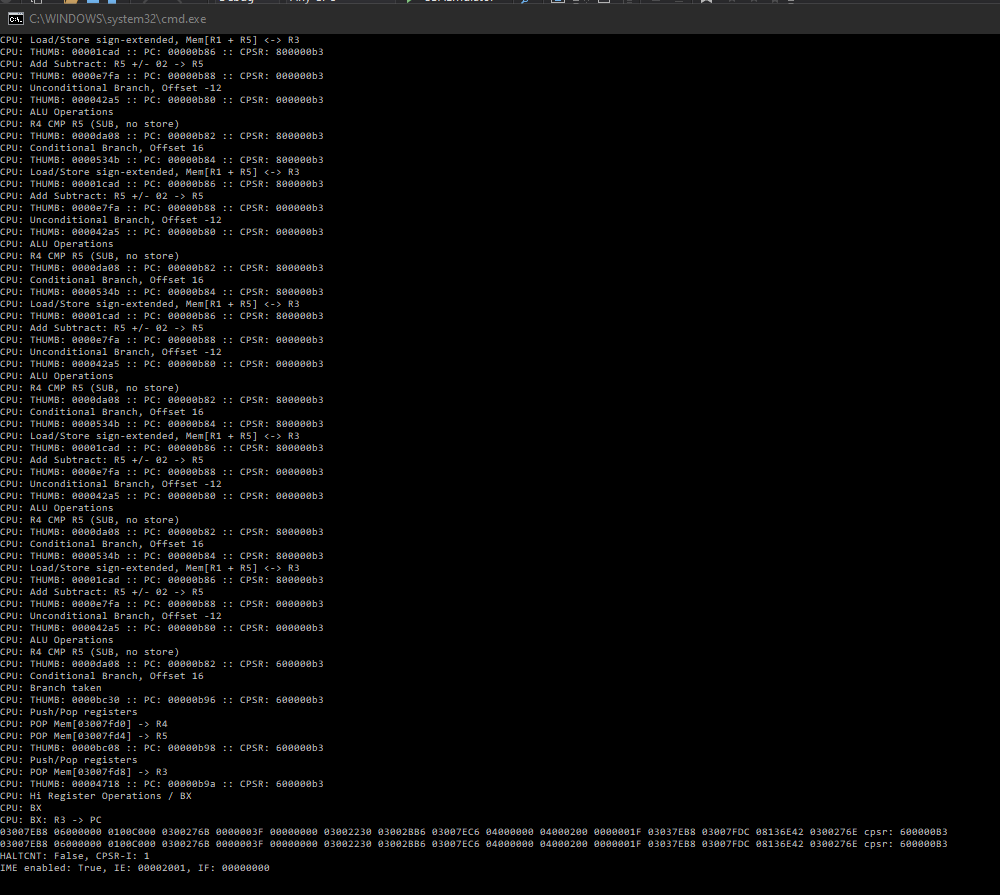 C:\WINDOWS\system32\cmd.exe
CPU: Load/Store sign-extended, Mem[R1 + R5] <-> R3
CPU: THUMB: 00001cad :: PC: 00000b86 :: CPSR: 800000b3
CPU: Add Subtract: R5 +/- 02 -> R5
CPU: THUMB: 0000e7fa :: PC: 00000b88 :: CPSR: 000000b3
CPU: Unconditional Branch, Offset -12
CPU: THUMB: 000042a5 :: PC: 00000b80 :: CPSR: 000000b3
CPU: ALU Operations
CPU: R4 CMP R5 (SUB, no store)
CPU: THUMB: 0000da08 :: PC: 00000b82 :: CPSR: 800000b3
CPU: Conditional Branch, Offset 16
CPU: THUMB: 0000534b :: PC: 00000b84 :: CPSR: 800000b3
CPU: Load/Store sign-extended, Mem[R1 + R5] <-> R3
CPU: THUMB: 00001cad :: PC: 00000b86 :: CPSR: 800000b3
CPU: Add Subtract: R5 +/- 02 -> R5
CPU: THUMB: 0000e7fa :: PC: 00000b88 :: CPSR: 000000b3
CPU: Unconditional Branch, Offset -12
CPU: THUMB: 000042a5 :: PC: 00000b80 :: CPSR: 000000b3
CPU: ALU Operations
CPU: R4 CMP R5 (SUB, no store)
CPU: THUMB: 0000da08 :: PC: 00000b82 :: CPSR: 800000b3
CPU: Conditional Branch, Offset 16
CPU: THUMB: 0000534b :: PC: 00000b84 :: CPSR: 800000b3
CPU: Load/Store sign-extended, Mem[R1 + R5] <-> R3
CPU: THUMB: 00001cad :: PC: 00000b86 :: CPSR: 800000b3
CPU: Add Subtract: R5 +/- 02 -> R5
CPU: THUMB: 0000e7fa :: PC: 00000b88 :: CPSR: 000000b3
CPU: Unconditional Branch, Offset -12
CPU: THUMB: 000042a5 :: PC: 00000b80 :: CPSR: 000000b3
CPU: ALU Operations
CPU: R4 CMP R5 (SUB, no store)
CPU: THUMB: 0000da08 :: PC: 00000b82 :: CPSR: 800000b3
CPU: Conditional Branch, Offset 16
CPU: THUMB: 0000534b :: PC: 00000b84 :: CPSR: 800000b3
CPU: Load/Store sign-extended, Mem[R1 + R5] <-> R3
CPU: THUMB: 00001cad :: PC: 00000b86 :: CPSR: 800000b3
CPU: Add Subtract: R5 +/- 02 -> R5
CPU: THUMB: 0000e7fa :: PC: 00000b88 :: CPSR: 000000b3
CPU: Unconditional Branch, Offset -12
CPU: THUMB: 000042a5 :: PC: 00000b80 :: CPSR: 000000b3
CPU: ALU Operations
CPU: R4 CMP R5 (SUB, no store)
CPU: THUMB: 0000da08 :: PC: 00000b82 :: CPSR: 800000b3
CPU: Conditional Branch, Offset 16
CPU: THUMB: 0000534b :: PC: 00000b84 :: CPSR: 800000b3
CPU: Load/Store sign-extended, Mem[R1 + R5] <-> R3
CPU: THUMB: 00001cad :: PC: 00000b86 :: CPSR: 800000b3
CPU: Add Subtract: R5 +/- 02 -> R5
CPU: THUMB: 0000e7fa :: PC: 00000b88 :: CPSR: 000000b3
CPU: Unconditional Branch, Offset -12
CPU: THUMB: 000042a5 :: PC: 00000b80 :: CPSR: 000000b3
CPU: ALU Operations
CPU: R4 CMP R5 (SUB, no store)
CPU: THUMB: 0000da08 :: PC: 00000b82 :: CPSR: 600000b3
CPU: Conditional Branch, Offset 16
CPU: Branch taken
CPU: THUMB: 0000bc30 :: PC: 00000b96 :: CPSR: 600000b3
CPU: Push/Pop registers
CPU: POP Mem[03007fd0] -> R4
CPU: POP Mem[03007fd4] -> R5
CPU: THUMB: 0000bc08 :: PC: 00000b98 :: CPSR: 600000b3
CPU: Push/Pop registers
CPU: POP Mem[03007fd8] -> R3
CPU: THUMB: 00004718 :: PC: 00000b9a :: CPSR: 600000b3
CPU: Hi Register Operations / BX
CPU: BX
CPU: BX: R3 -> PC
03007EB8 06000000 0100C000 0300276B 0000003F 00000000 03002230 03002BB6 03007EC6 04000000 04000200 0000001F 03037EB8 03007FDC 08136E42 0300276E cpsr: 600000B3
03007EB8 06000000 0100C000 0300276B 0000003F 00000000 03002230 03002BB6 03007EC6 04000000 04000200 0000001F 03037EB8 03007FDC 08136E42 0300276E cpsr: 600000B3
HALTCNT: False, CPSR-I: 1
IME enabled: True, IE: 00002001, IF: 00000000